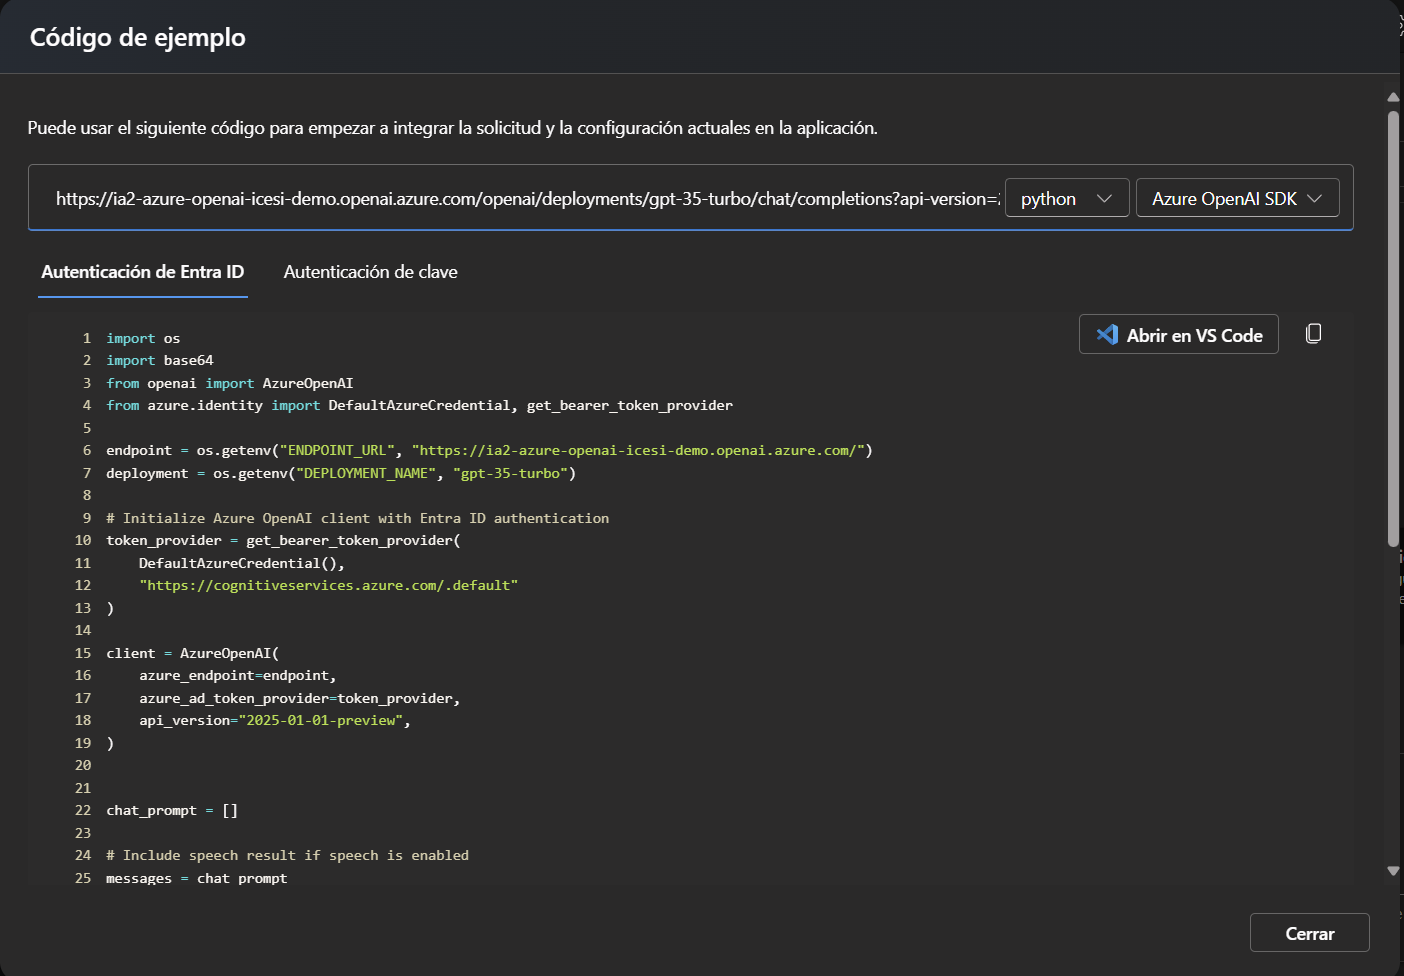 Código de ejemplo
Puede usar el siguiente código para empezar a integrar la solicitud y la configuración actuales en la aplicación.
https://ia2-azure-openai-icesi-demo.openai.azure.com/openai/deployments/gpt-35-turbo/chat/completions?api-version= python Azure OpenAI SDK
Autenticación de Entra ID Autenticación de clave
Abrir en VS Code
1 import os
2 import base64
3 from openai import AzureOpenAI
4 from azure.identity import DefaultAzureCredential, get_bearer_token_provider
5
6 endpoint = os.getenv("ENDPOINT_URL", "https://ia2-azure-openai-icesi-demo.openai.azure.com/")
7 deployment = os.getenv("DEPLOYMENT_NAME", "gpt-35-turbo")
8
9 # Initialize Azure OpenAI client with Entra ID authentication
10 token_provider = get_bearer_token_provider(
11     DefaultAzureCredential(),
12     "https://cognitiveservices.azure.com/.default"
13 )
14
15 client = AzureOpenAI(
16     azure_endpoint=endpoint,
17     azure_ad_token_provider=token_provider,
18     api_version="2025-01-01-preview",
19 )
20
21
22 chat_prompt = []
23
24 # Include speech result if speech is enabled
25 messages = chat_prompt
Cerrar